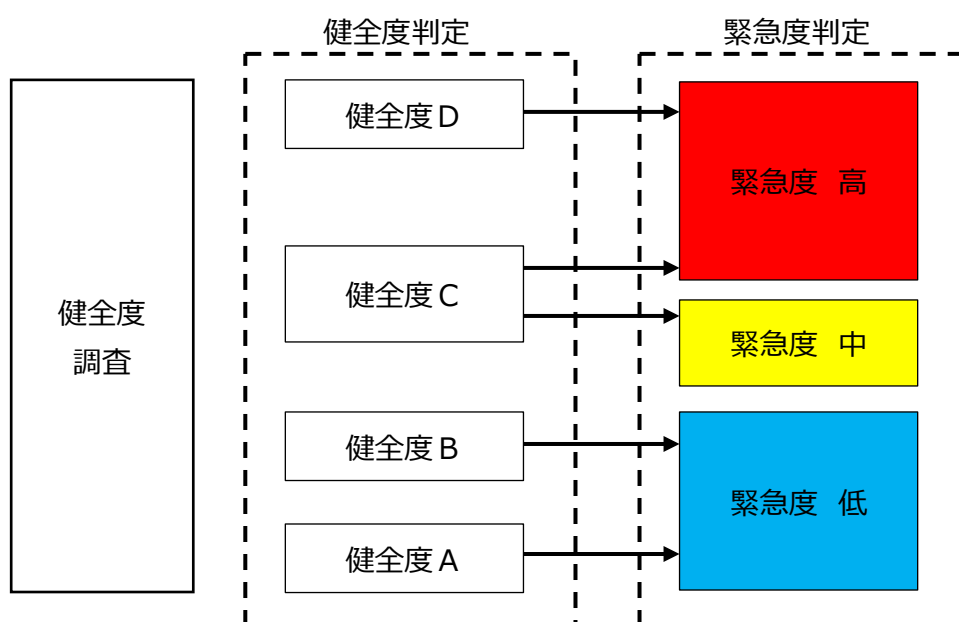 健全度判定
緊急度判定
健全度
調査
健全度D
健全度C
健全度B
健全度A
緊急度　高
緊急度　中
緊急度　低